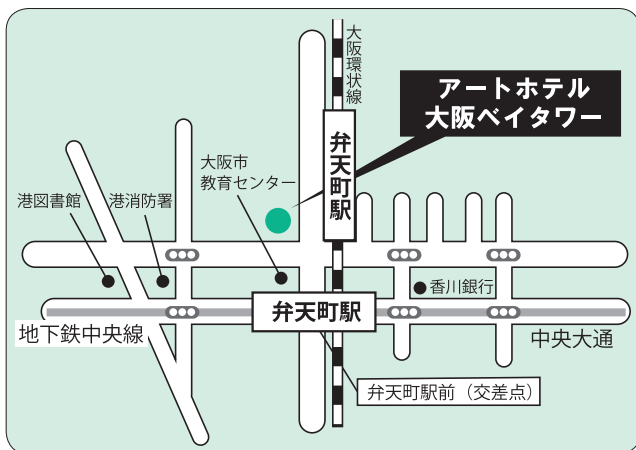 大阪環状線
アートホテル
大阪ベイタワー
弁天町駅
大阪市
教育センター
港図書館
港消防署
香川銀行
弁天町駅
地下鉄中央線
中央大通
弁天町駅前（交差点）